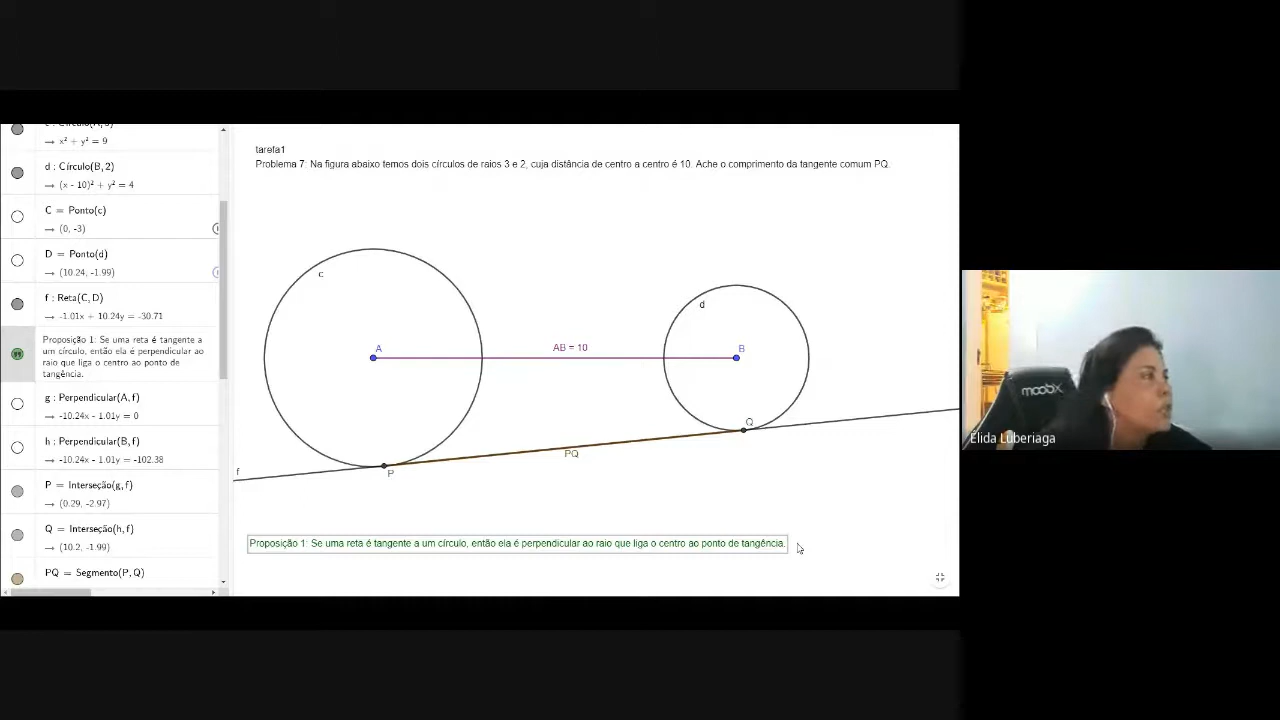 → x² + y² = 9
d : Círculo(B, 2)
→ (x - 10)² + y² = 4
C = Ponto(c)
→ (0, -3)
D = Ponto(d)
→ (10.24, -1.99)
f : Reta(C, D)
→ -1.01x + 10.24y = -30.71
Proposição 1: Se uma reta é tangente a
um círculo, então ela é perpendicular ao
raio que liga o centro ao ponto de
tangência.
g : Perpendicular(A, f)
→ -10.24x - 1.01y = 0
h : Perpendicular(B, f)
→ -10.24x - 1.01y = -102.38
P = Interseção(g, f)
→ (0.29, -2.97)
Q = Interseção(h, f)
→ (10.2, -1.99)
PQ = Segmento(P, Q)
tarefa1
Problema 7: Na figura abaixo temos dois círculos de raios 3 e 2, cuja distância de centro a centro é 10. Ache o comprimento da tangente comum PQ.
c
d
A
AB = 10
B
Q
PQ
P
f
Proposição 1: Se uma reta é tangente a um círculo, então ela é perpendicular ao raio que liga o centro ao ponto de tangência.
moobx
Élida Luberiaga